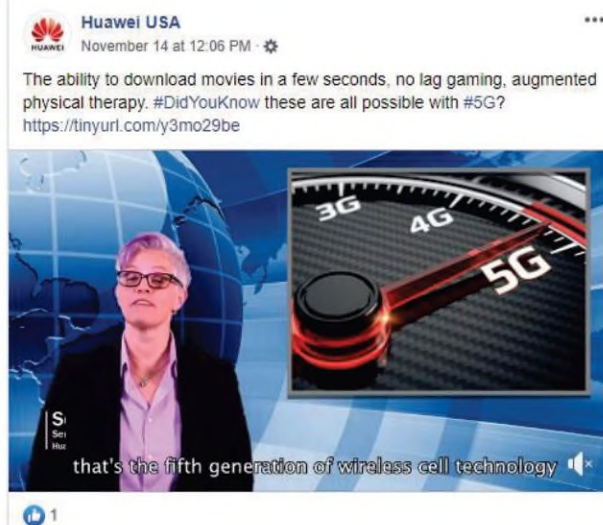 Huawei USA
November 14 at 12:06 PM ·
HUAWEI
The ability to download movies in a few seconds, no lag gaming, augmented
physical therapy. #DidYouKnow these are all possible with #5G?
https://tinyurl.com/y3mo29be
3G
4G
5G
that's the fifth generation of wireless cell technology
1